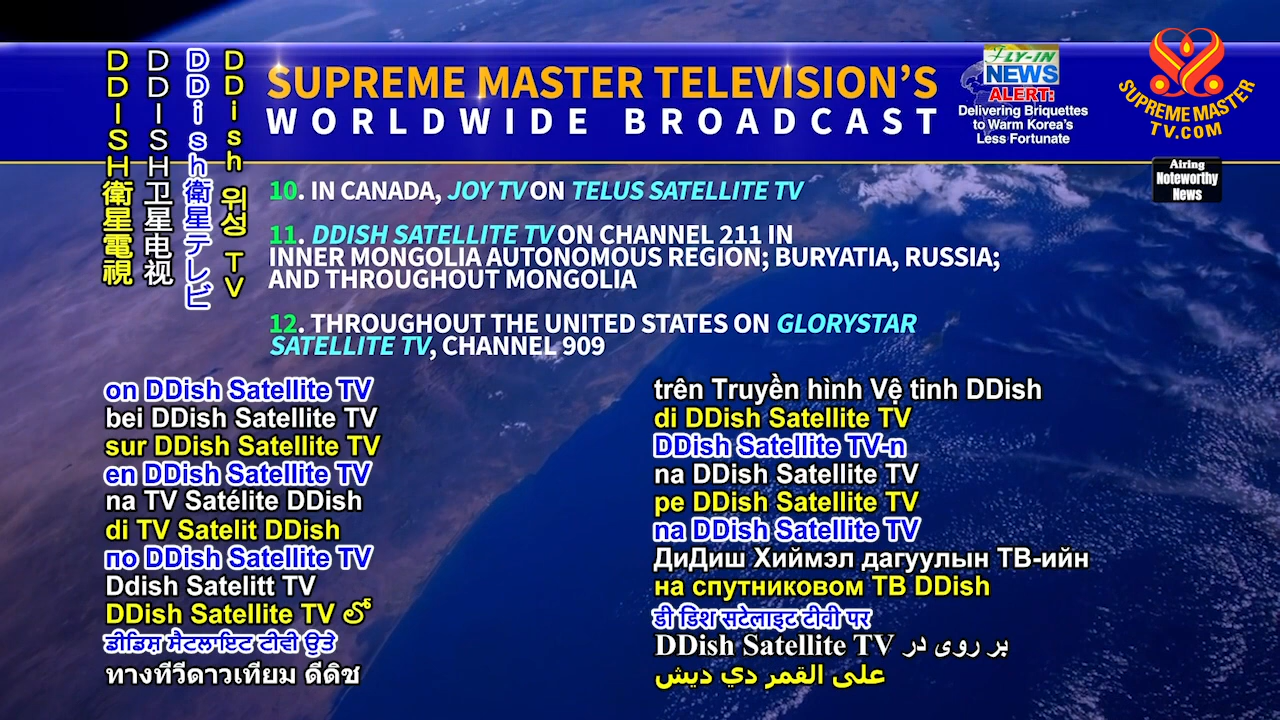 DDISH衛星電視
DDISH卫星电视
DDish衛星テレビ
DDish 위성 TV
SUPREME MASTER TELEVISION’S
WORLDWIDE BROADCAST
FLY-IN
NEWS
ALERT:
Delivering Briquettes
to Warm Korea's
Less Fortunate
SUPREME MASTER
TV.COM
Airing
Noteworthy
News
10. IN CANADA, JOY TV ON TELUS SATELLITE TV
11. DDISH SATELLITE TV ON CHANNEL 211 IN
INNER MONGOLIA AUTONOMOUS REGION; BURYATIA, RUSSIA;
AND THROUGHOUT MONGOLIA
12. THROUGHOUT THE UNITED STATES ON GLORYSTAR
SATELLITE TV, CHANNEL 909
on DDish Satellite TV
bei DDish Satellite TV
sur DDish Satellite TV
en DDish Satellite TV
na TV Satélite DDish
di TV Satelit DDish
по DDish Satellite TV
Ddish Satelitt TV
DDish Satellite TV లో
ਡੀਡਿਸ਼ ਸੈਟਲਾਇਟ ਟੀਵੀ ਉਤੇ
ทางทีวีดาวเทียม ดีดิช
trên Truyền hình Vệ tinh DDish
di DDish Satellite TV
DDish Satellite TV-n
na DDish Satellite TV
pe DDish Satellite TV
na DDish Satellite TV
ДиДиш Хиймэл дагуулын ТВ-ийн
на спутниковом ТВ DDish
डी डिश सटेलाइट टीवी पर
DDish Satellite TV بر روی در
على القمر دي ديش